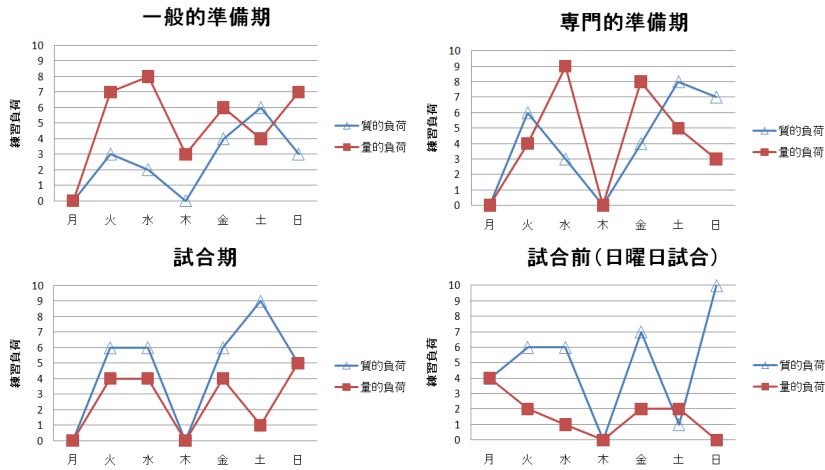 一般的準備期
10
9
8
7
6
5
4
3
2
1
0
練習負荷
月 火 水 木 金 土 日
質的負荷
量的負荷
専門的準備期
10
9
8
7
6
5
4
3
2
1
0
練習負荷
月 火 水 木 金 土 日
質的負荷
量的負荷
試合期
10
9
8
7
6
5
4
3
2
1
0
練習負荷
月 火 水 木 金 土 日
質的負荷
量的負荷
試合前(日曜日試合)
10
9
8
7
6
5
4
3
2
1
0
練習負荷
月 火 水 木 金 土 日
質的負荷
量的負荷